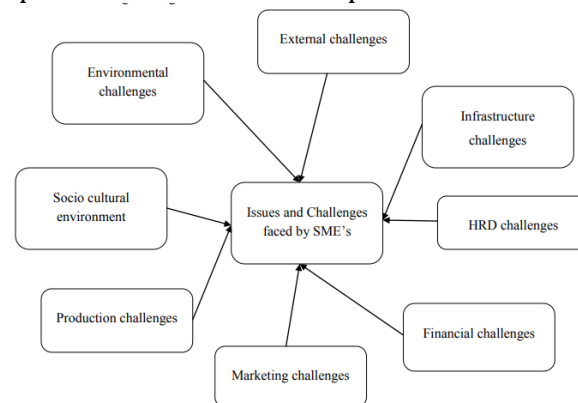 External challenges
Environmental
challenges
Infrastructure
challenges
Socio cultural
environment
Issues and Challenges
faced by SME's
HRD challenges
Production challenges
Financial challenges
Marketing challenges